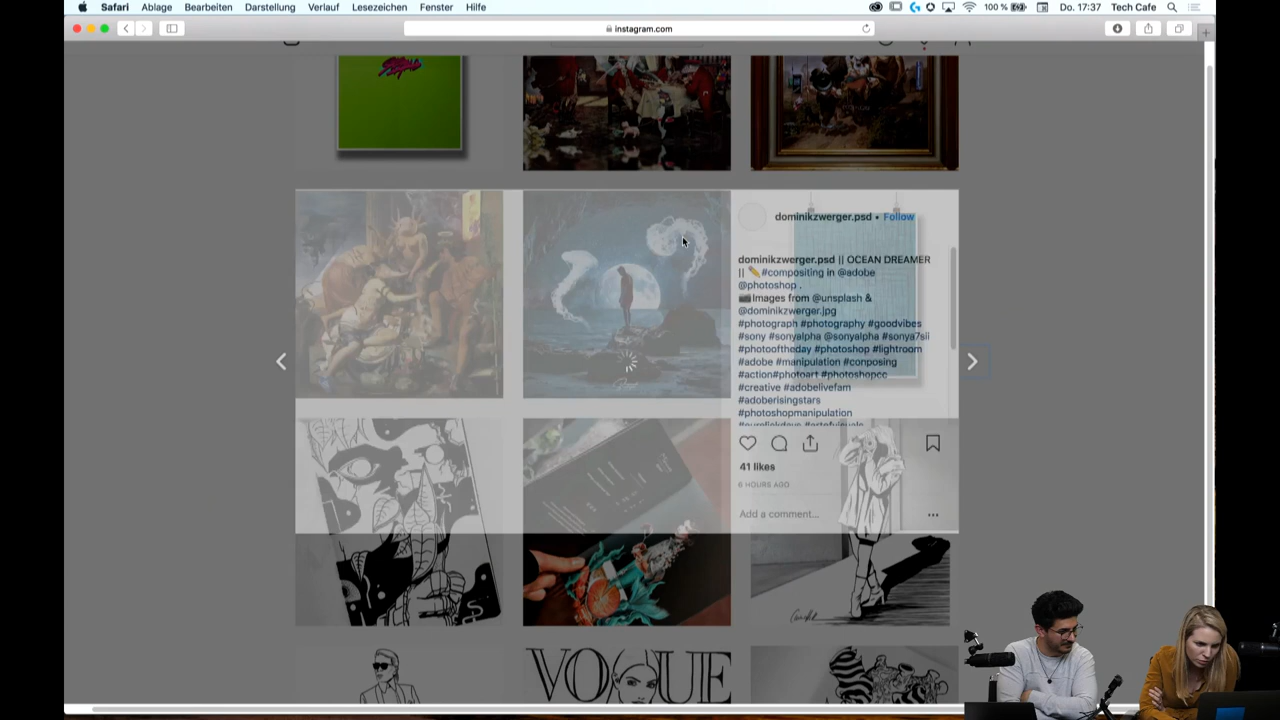 Safari Ablage Bearbeiten Darstellung Verlauf Lesezeichen Fenster Hilfe 100 % Do. 17:37 Tech Cafe
instagram.com
dominikzwerger.psd • Follow
dominikzwerger.psd || OCEAN DREAMER
|| ✏️#compositing in @adobe
@photoshop .
📷Images from @unsplash &
@dominikzwerger.jpg
#photograph #photography #goodvibes
#sony #sonyalpha @sonyalpha #sonya7sii
#photooftheday #photoshop #lightroom
#adobe #manipulation #conposing
#action#photoart #photoshopcc
#creative #adobelivefam
#adoberisingstars
#photoshopmanipulation
41 likes
6 HOURS AGO
Add a comment...
VOGUE